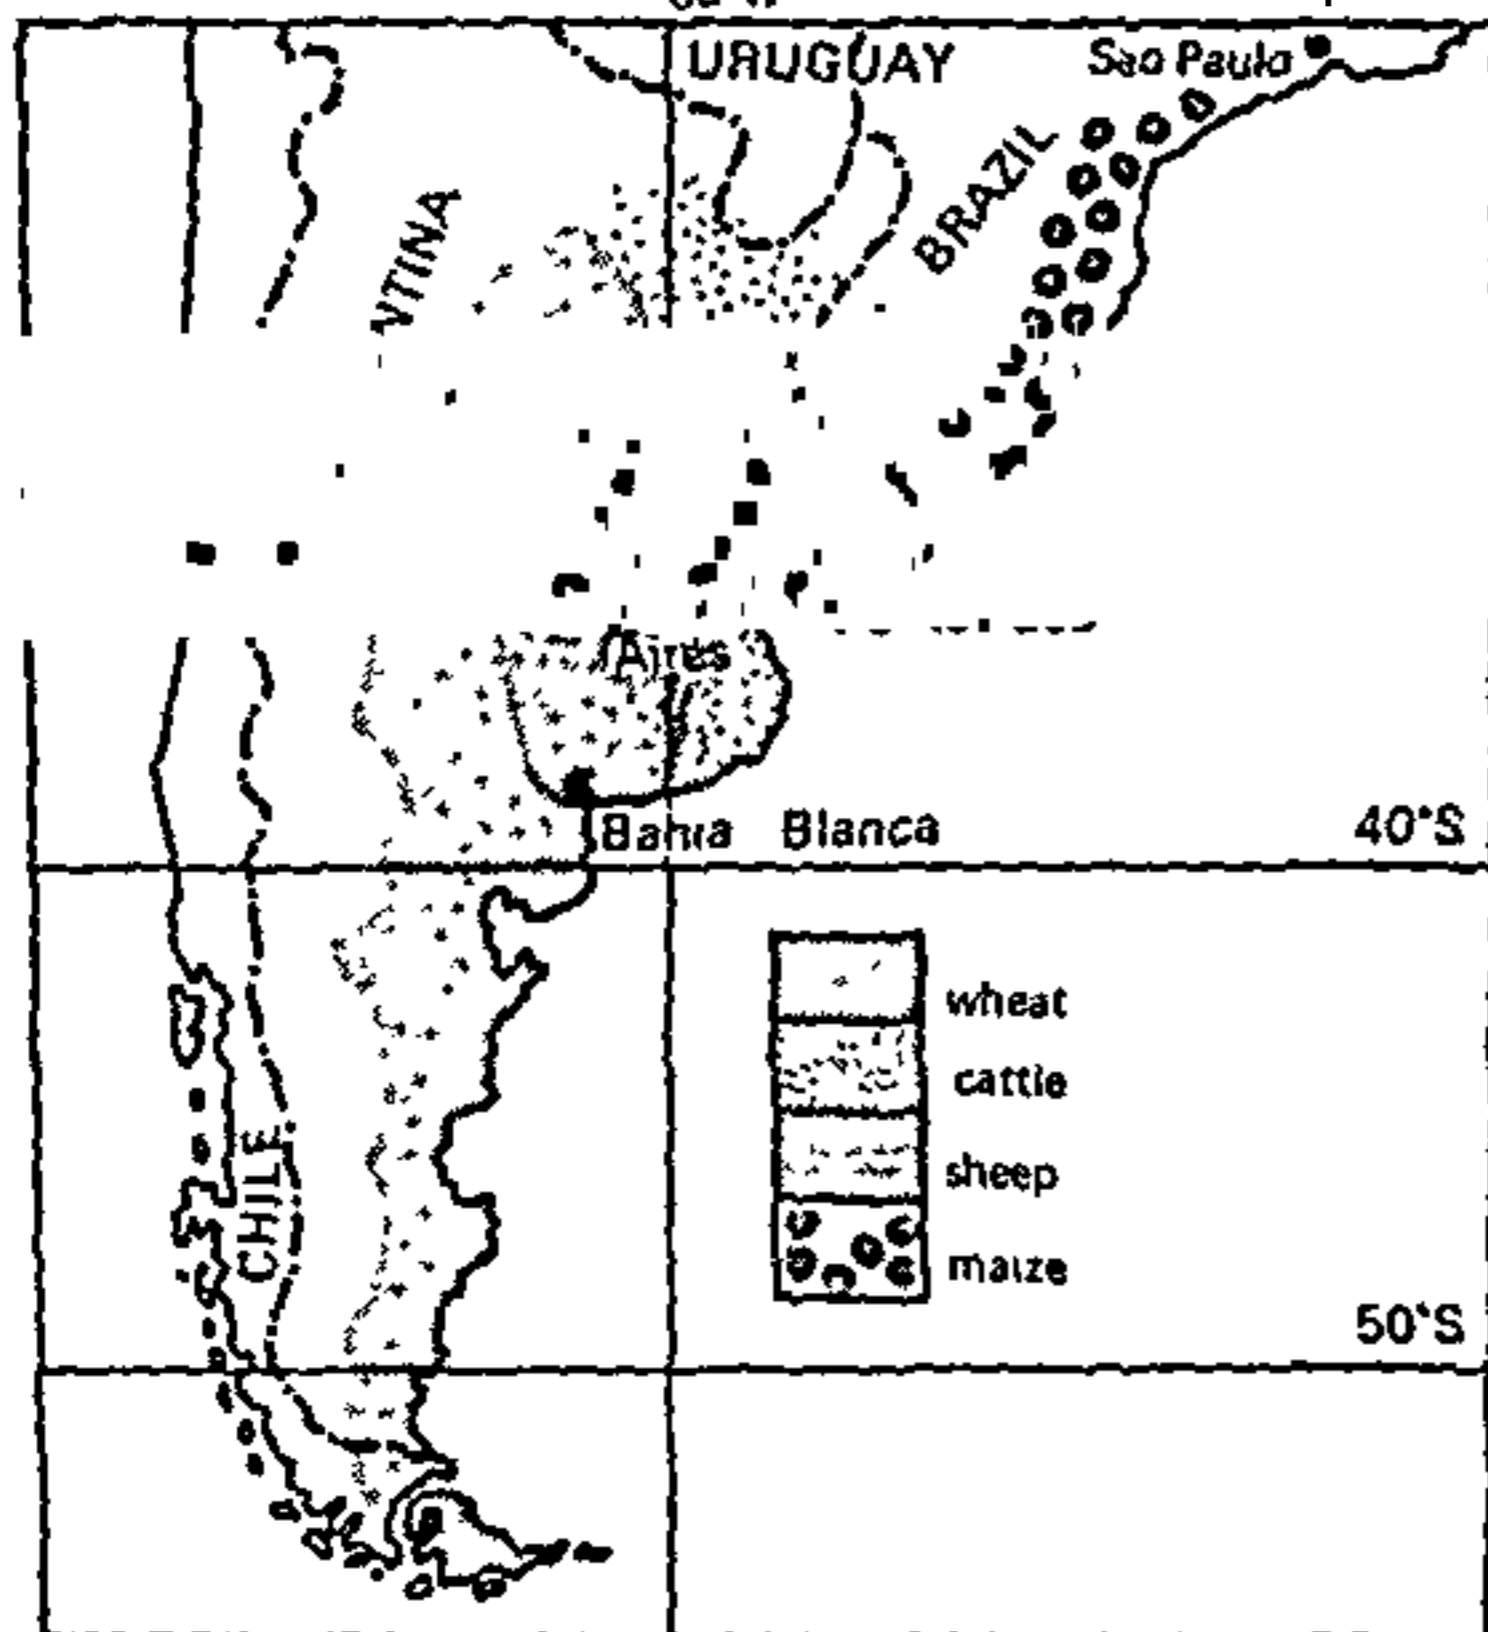 URUGUAY
Sao Paulo
BRAZIL
NTINA
Aires
Bahia Blanca
40°S
wheat
cattle
sheep
maize
CHILE
50°S